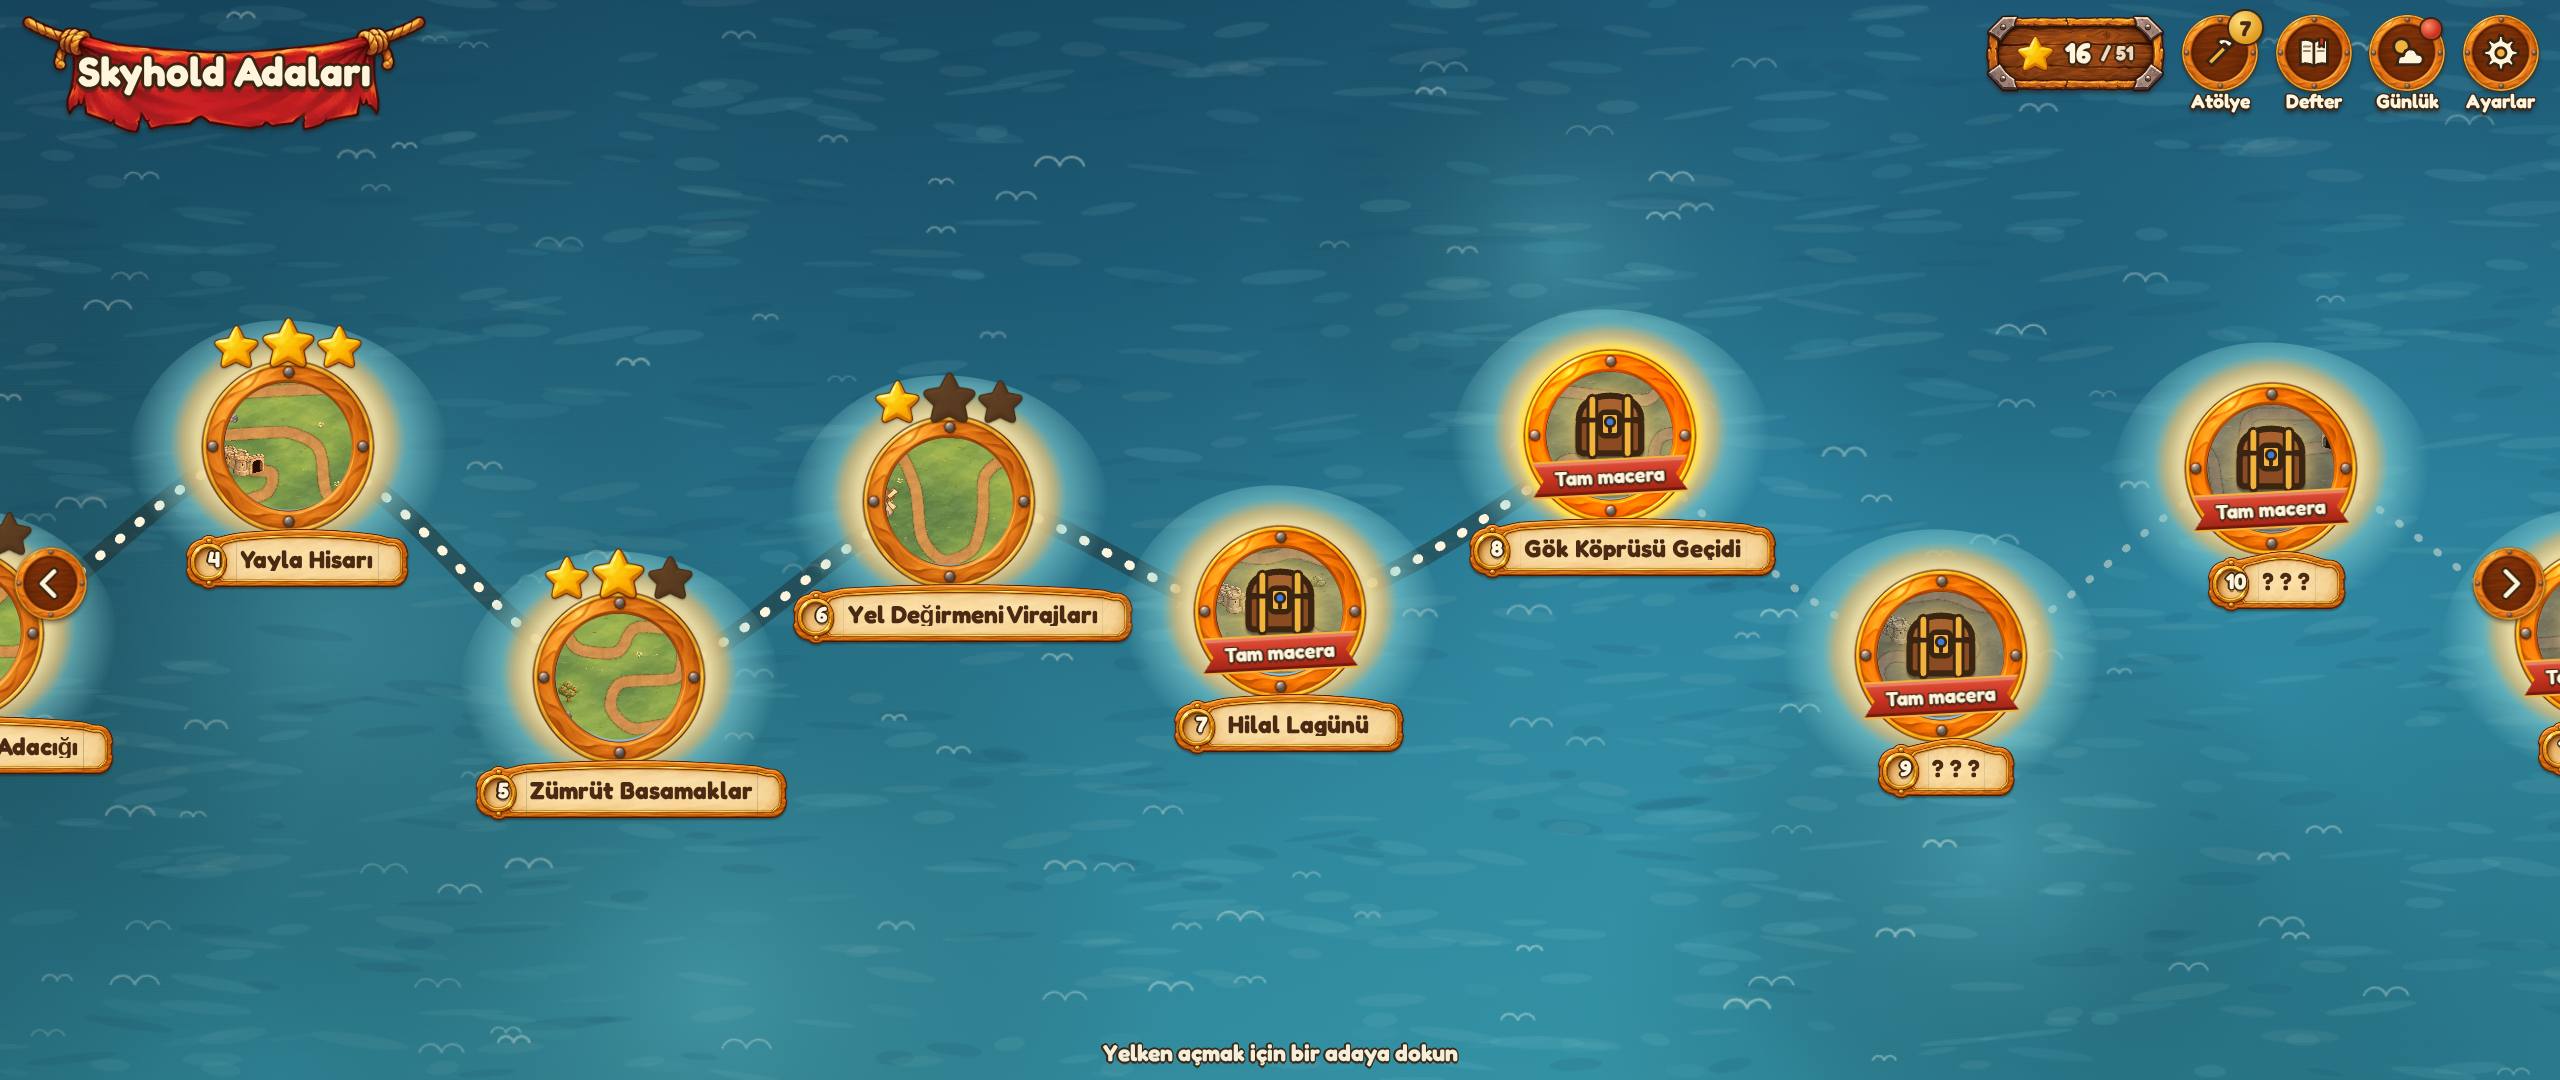 Skyhold Adaları
16 / 51
7
Atölye
Defter
Günlük
Ayarlar
4 Yayla Hisarı
Adacığı
5 Zümrüt Basamaklar
6 Yel Değirmeni Virajları
Tam macera
7 Hilal Lagünü
Tam macera
8 Gök Köprüsü Geçidi
Tam macera
9 ? ? ?
Tam macera
10 ? ? ?
Yelken açmak için bir adaya dokun